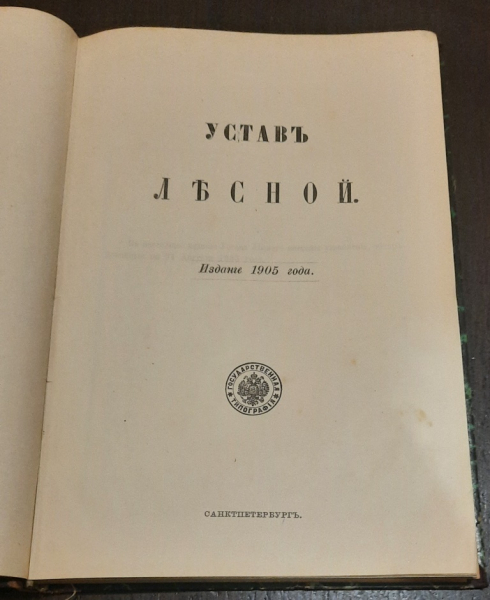 УСТАВЪ
ЛѢСНОЙ.
Изданіе 1905 года.
ГОСУДАРСТВЕННАЯ
ТИПОГРАФІЯ
САНКТПЕТЕРБУРГЪ.